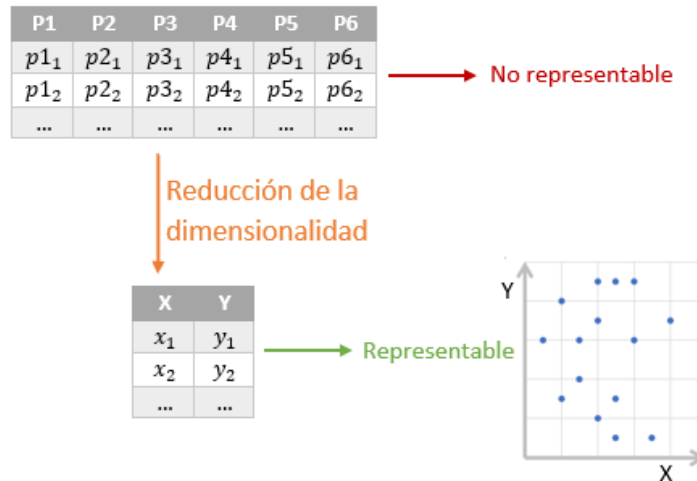 P1 P2 P3 P4 P5 P6
p1₁ p2₁ p3₁ p4₁ p5₁ p6₁
p1₂ p2₂ p3₂ p4₂ p5₂ p6₂
... ... ... ... ... ...
No representable
Reducción de la
dimensionalidad
X Y
x₁ y₁
x₂ y₂
... ...
Representable
Y
X